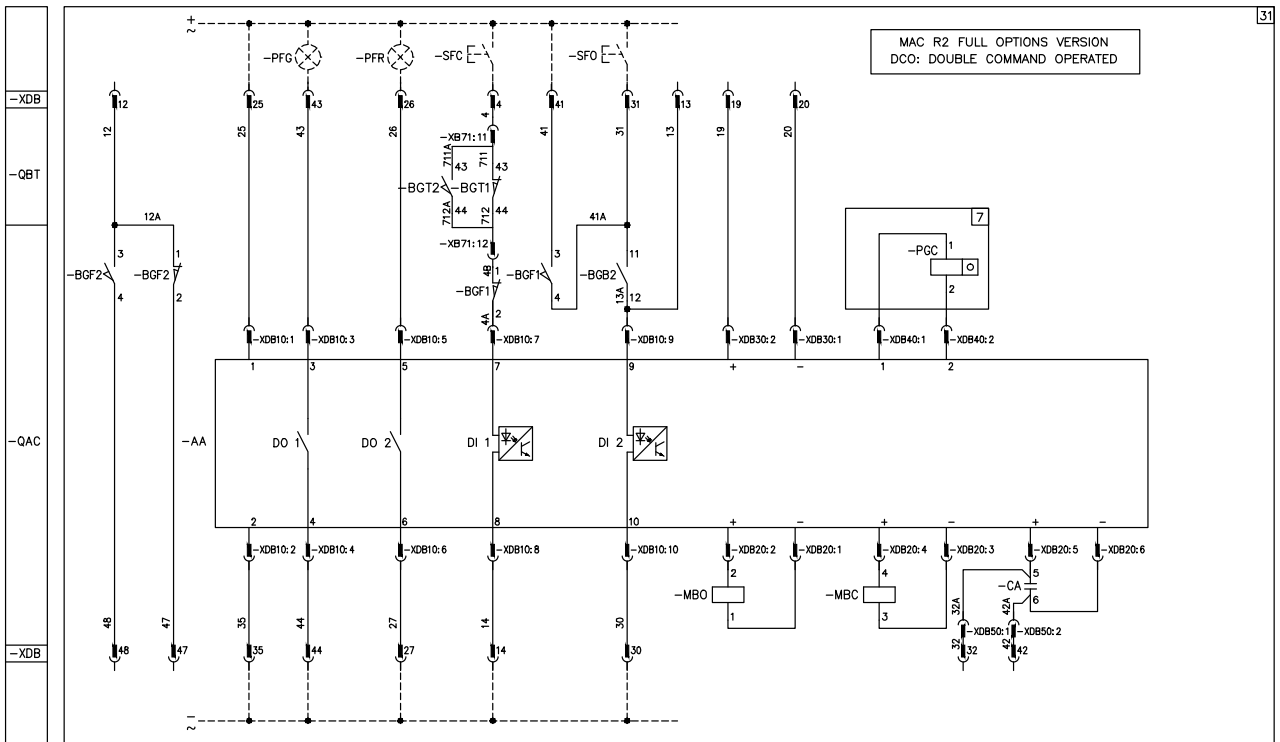 31
+
~
MAC R2 FULL OPTIONS VERSION
DCO: DOUBLE COMMAND OPERATED
-PFG
-PFR
-SFC
-SFO
-XDB
12
25
43
26
4
41
31
13
19
20
12
25
43
26
4
41
31
13
19
20
-XB71:11
711A
711
43
43
-QBT
-BGT2
-BGT1
712A
44
712
44
12A
41A
7
-XB71:12
3
1
4B
1
3
11
-PGC
1
-BGF2
-BGF2
-BGF1
-BGB2
4
2
-BGF1
4
13A
12
2
4A
2
-XDB10:1
-XDB10:3
-XDB10:5
-XDB10:7
-XDB10:9
-XDB30:2
-XDB30:1
-XDB40:1
-XDB40:2
1
3
5
7
9
+
-
1
2
-QAC
-AA
DO 1
DO 2
DI 1
DI 2
2
4
6
8
10
+
-
+
-
+
-
-XDB10:2
-XDB10:4
-XDB10:6
-XDB10:8
-XDB10:10
-XDB20:2
-XDB20:1
-XDB20:4
-XDB20:3
-XDB20:5
-XDB20:6
2
4
5
-MBO
-MBC
-CA
1
3
6
32A
42A
48
47
35
44
27
14
30
-XDB50:1
-XDB50:2
32
42
-XDB
48
47
35
44
27
14
30
32
42
-
~